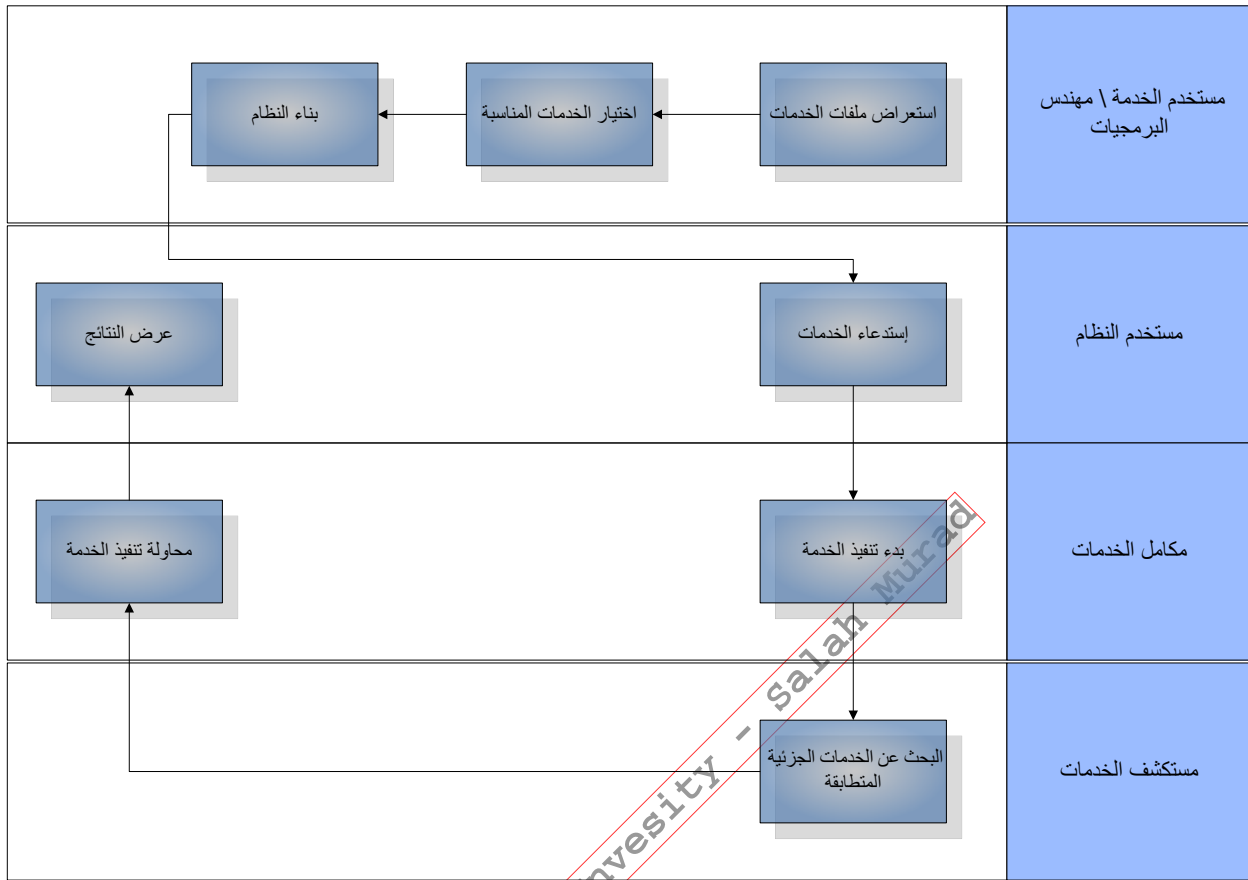 مستخدم الخدمة \ مهندس
البرمجيات
استعراض ملفات الخدمات
اختيار الخدمات المناسبة
بناء النظام
مستخدم النظام
إستدعاء الخدمات
عرض النتائج
مكامل الخدمات
بدء تنفيذ الخدمة
محاولة تنفيذ الخدمة
مستكشف الخدمات
البحث عن الخدمات الجزئية
المتطابقة
nvesity - Salah Murad